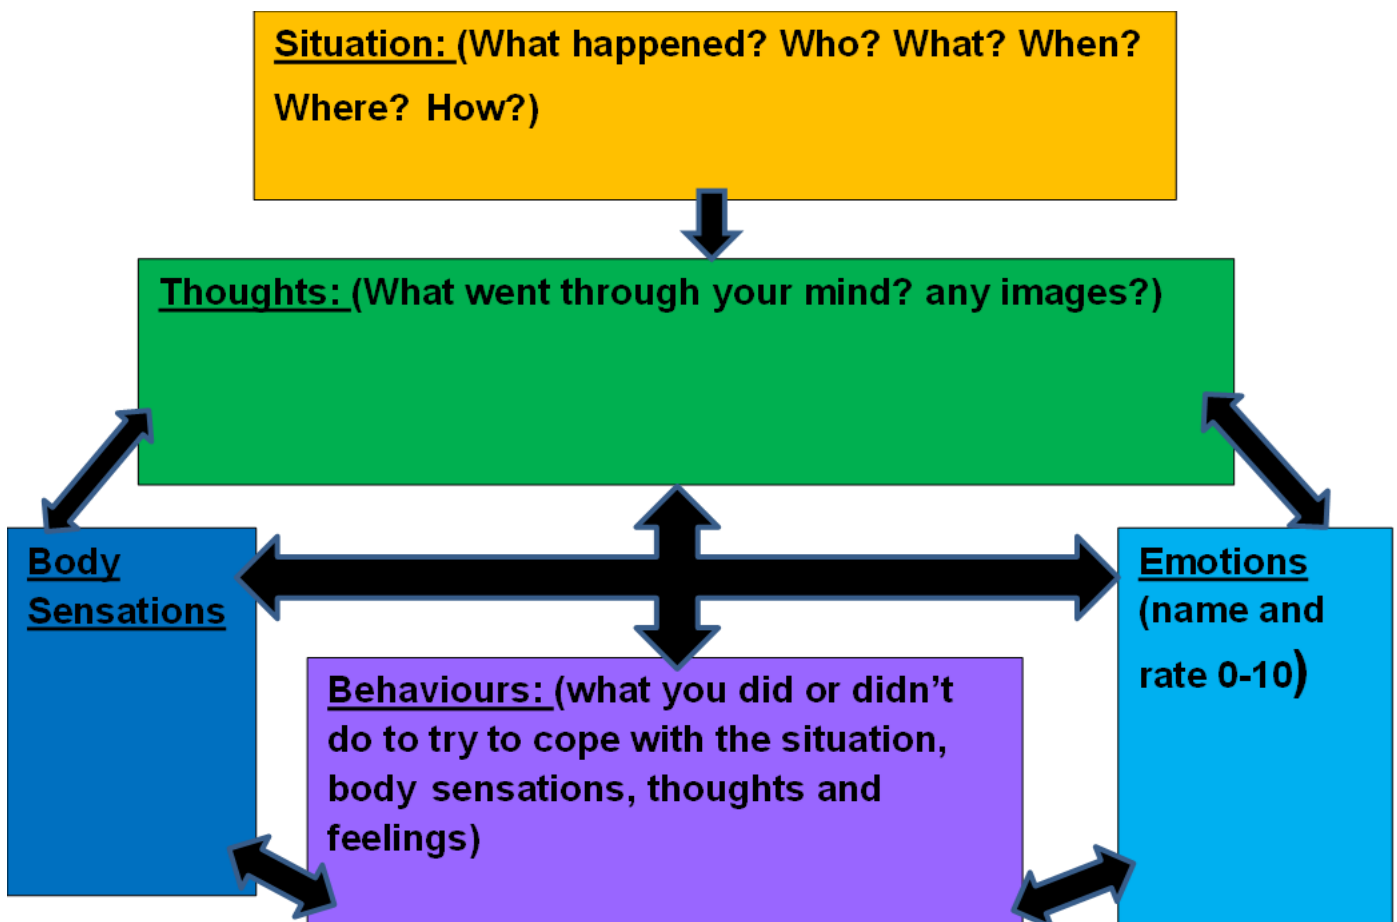 Situation: (What happened? Who? What? When?
Where? How?)
Thoughts: (What went through your mind? any images?)
Body
Sensations
Emotions
(name and
rate 0-10)
Behaviours: (what you did or didn’t
do to try to cope with the situation,
body sensations, thoughts and
feelings)